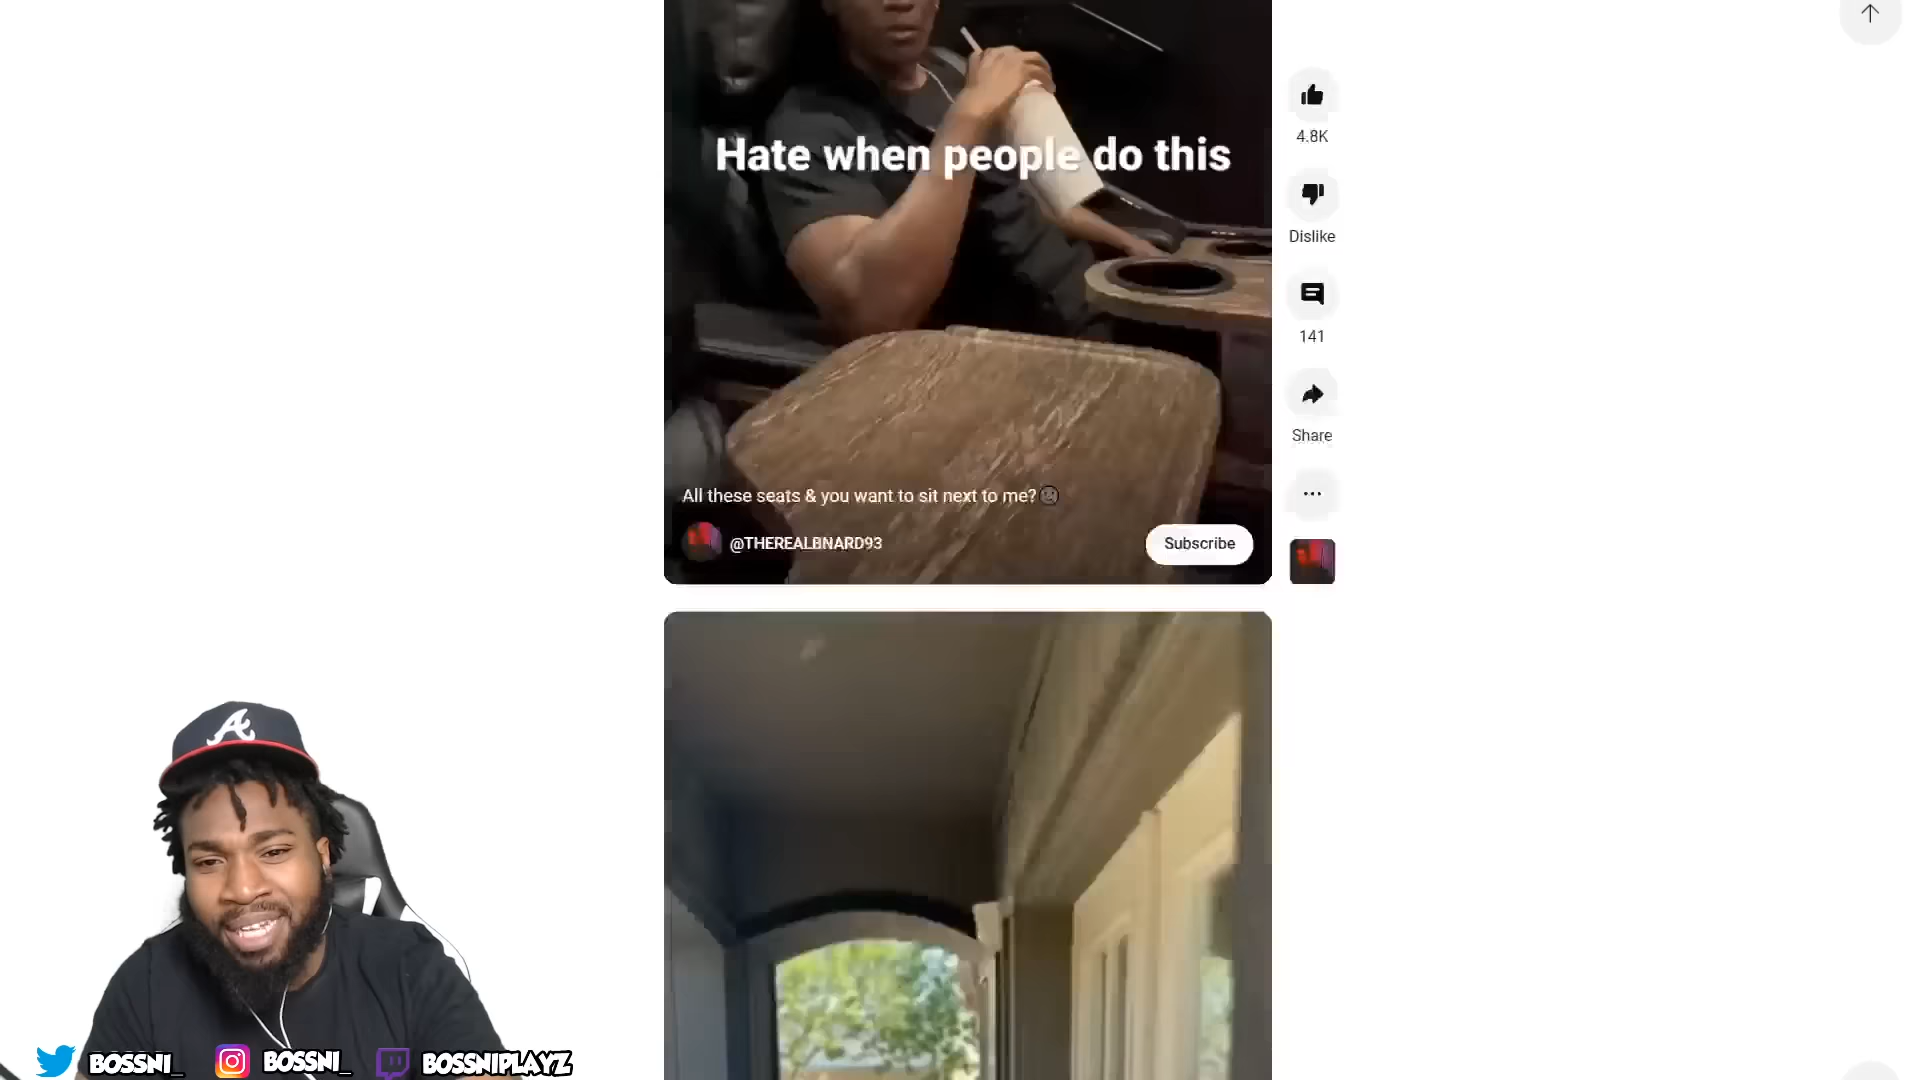 Hate when people do this
4.8K
Dislike
141
Share
All these seats & you want to sit next to me?
@THEREALBNARD93
Subscribe
A
BOSSNI_
BOSSNI_
BOSSNIPLAYZ